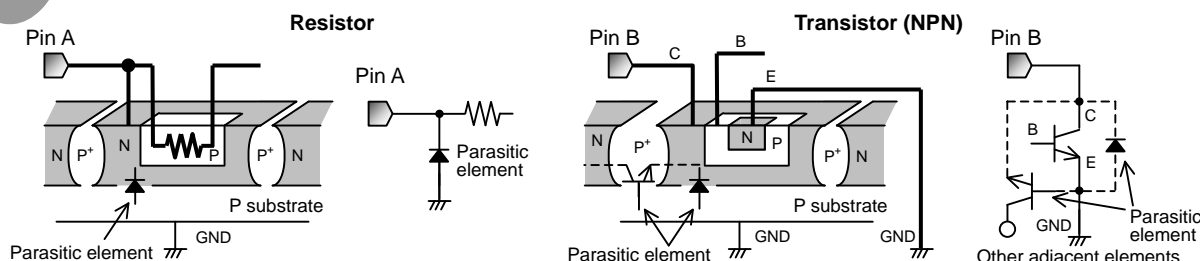 Resistor
Pin A
N
P+
N
P
P+
N
Parasitic element
GND
P substrate
Pin A
Parasitic
element
Transistor (NPN)
Pin B
C
B
E
N
P+
N
P
P+
N
P substrate
Parasitic element
GND
GND
Pin B
C
B
E
GND
Parasitic
element
Other adjacent elements